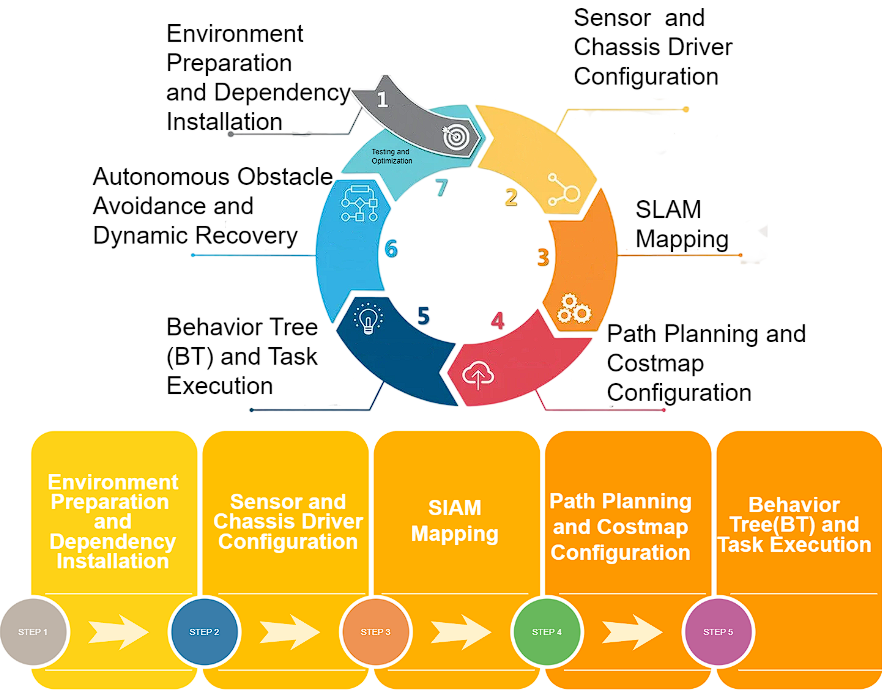 Environment
Preparation
and Dependency
Installation
Sensor and
Chassis Driver
Configuration
1
Testing and
Optimization
7
2
Autonomous Obstacle
Avoidance and
Dynamic Recovery
6
3
SLAM
Mapping
Behavior Tree
(BT) and Task
Execution
5
4
Path Planning and
Costmap
Configuration
Environment
Preparation
and
Dependency
Installation
Sensor and
Chassis Driver
Configuration
SIAM
Mapping
Path Planning
and Costmap
Configuration
Behavior
Tree(BT) and
Task Execution
STEP 1
STEP 2
STEP 3
STEP 4
STEP 5